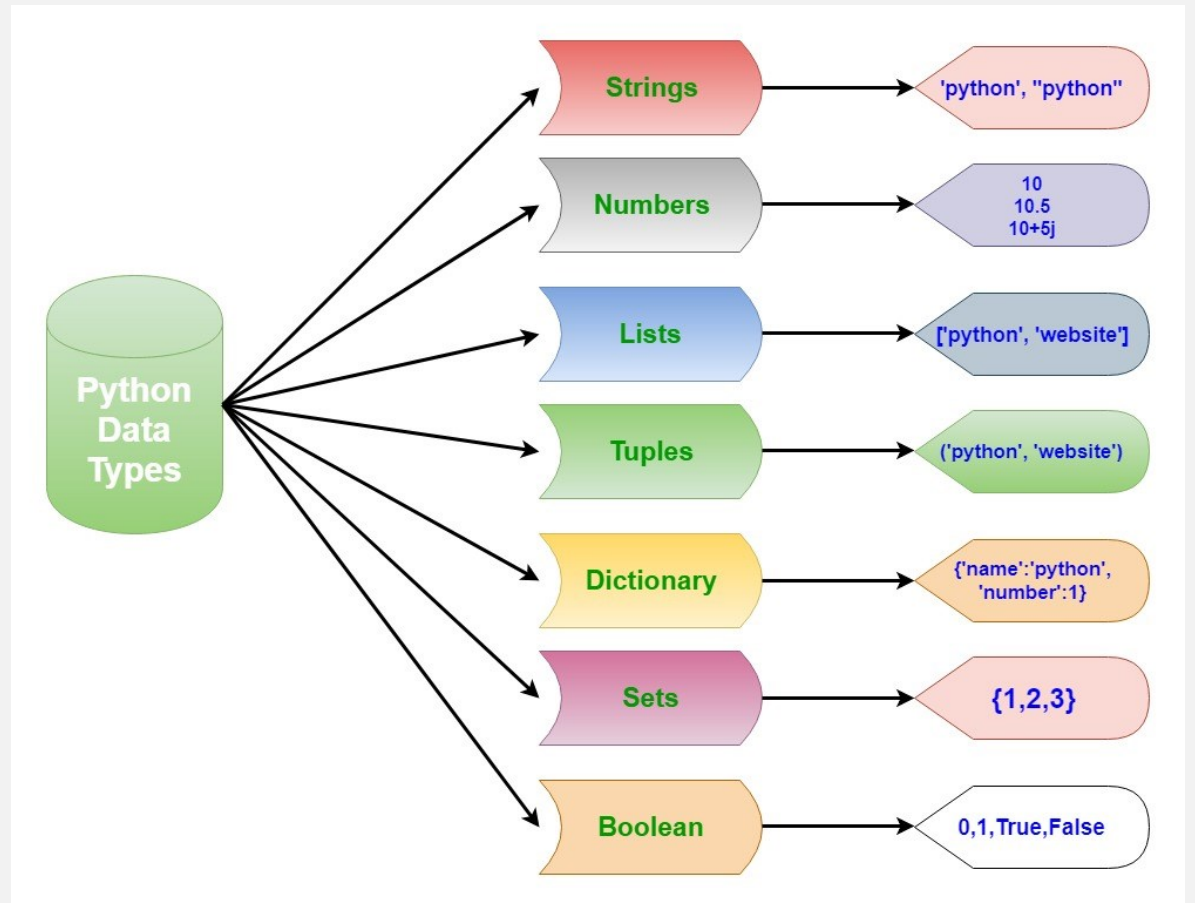 Python
Data
Types
Strings
'python', "python"
Numbers
10
10.5
10+5j
Lists
['python', 'website']
Tuples
('python', 'website')
Dictionary
{'name':'python',
'number':1}
Sets
{1,2,3}
Boolean
0,1,True,False